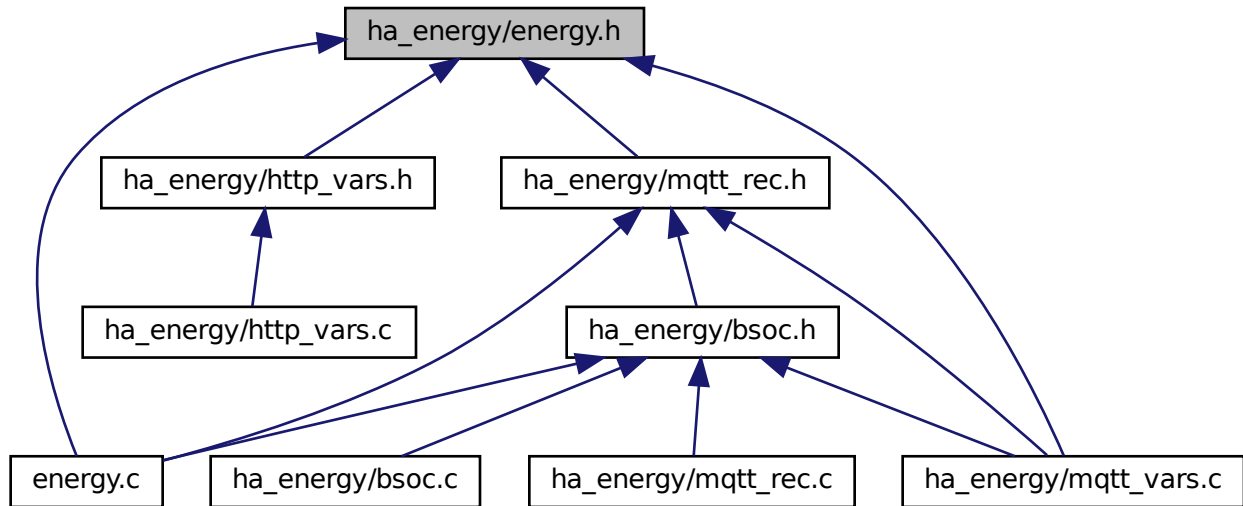 ha_energy/energy.h
ha_energy/http_vars.h
ha_energy/mqtt_rec.h
ha_energy/http_vars.c
ha_energy/bsoc.h
energy.c
ha_energy/bsoc.c
ha_energy/mqtt_rec.c
ha_energy/mqtt_vars.c